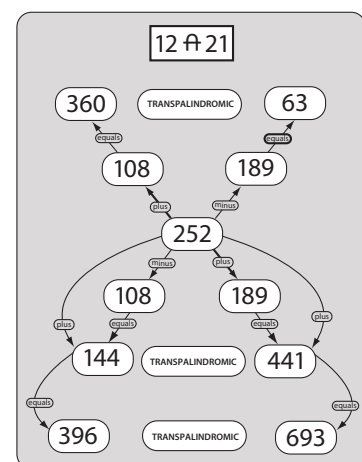 12 ₳ 21
360 TRANSPALINDROMIC 63
equals equals
108 189
plus minus
252
minus plus
108 189
plus equals equals plus
144 TRANSPALINDROMIC 441
equals equals
396 TRANSPALINDROMIC 693